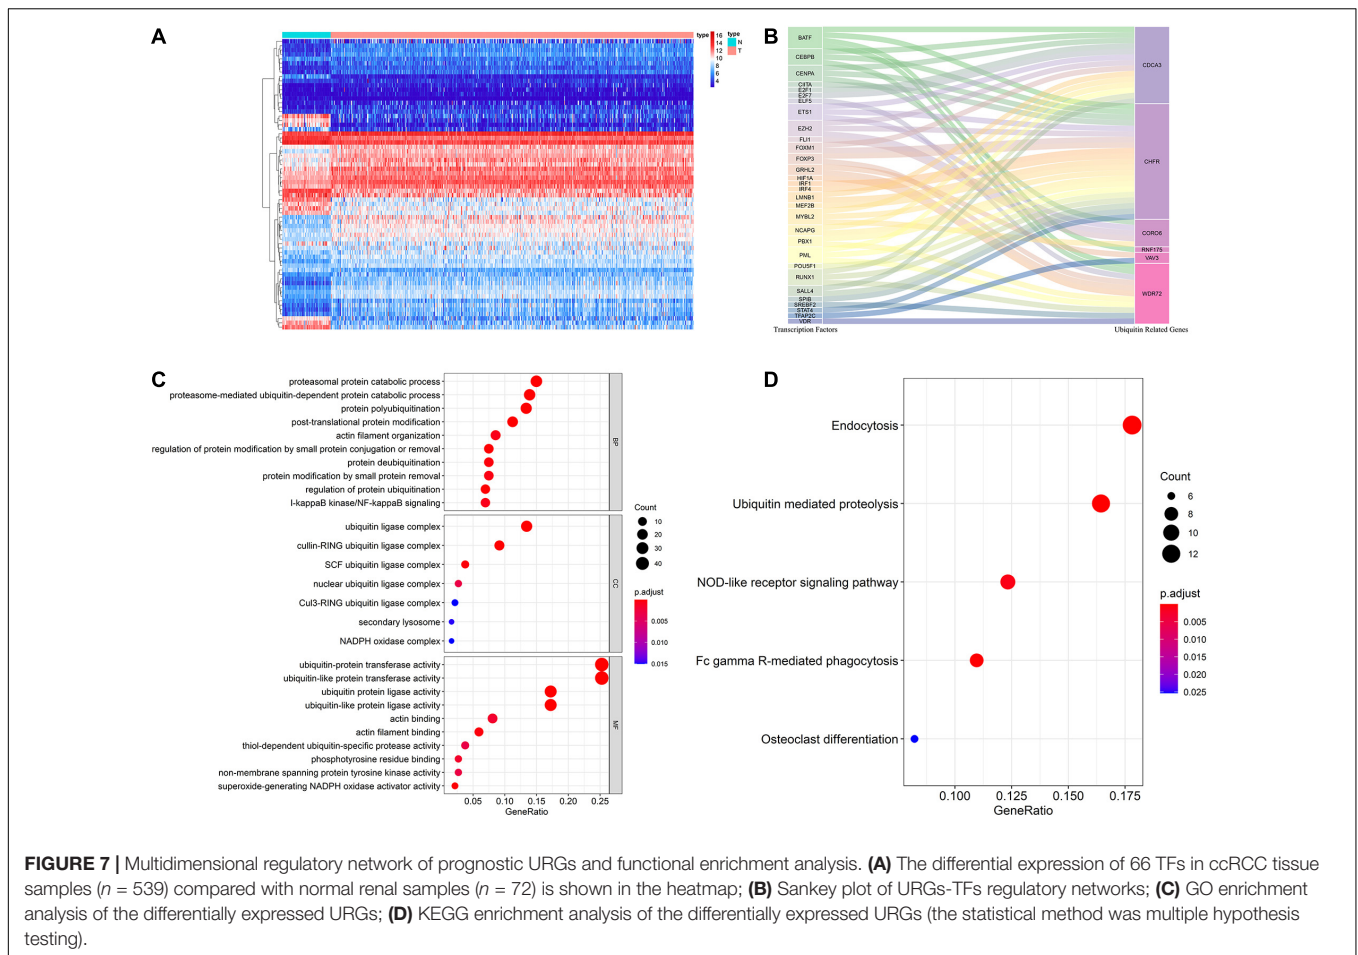 A
type
16
14
12
10
8
6
4
type
N
T
B
BATF
CEBPB
CENPA
CIITA
E2F1
E2F7
ELF5
ETS1
EZH2
FLI1
FOXM1
FOXP3
GRHL2
HIF1A
IRF1
IRF4
LMNB1
MEF2B
MYBL2
NCAPG
PBX1
PML
POU5F1
RUNX1
SALL4
SPIB
SREBF2
STAT4
TFAP2C
VDR
CDCA3
CHFR
CORO6
RNF175
VAV3
WDR72
Transcription Factors
Ubiquitin Related Genes
C
proteasomal protein catabolic process
proteasome-mediated ubiquitin-dependent protein catabolic process
protein polyubiquitination
post-translational protein modification
actin filament organization
regulation of protein modification by small protein conjugation or removal
protein deubiquitination
protein modification by small protein removal
regulation of protein ubiquitination
I-kappaB kinase/NF-kappaB signaling
BP
ubiquitin ligase complex
cullin-RING ubiquitin ligase complex
SCF ubiquitin ligase complex
nuclear ubiquitin ligase complex
Cul3-RING ubiquitin ligase complex
secondary lysosome
NADPH oxidase complex
CC
ubiquitin-protein transferase activity
ubiquitin-like protein transferase activity
ubiquitin protein ligase activity
ubiquitin-like protein ligase activity
actin binding
actin filament binding
thiol-dependent ubiquitin-specific protease activity
phosphotyrosine residue binding
non-membrane spanning protein tyrosine kinase activity
superoxide-generating NADPH oxidase activator activity
MF
0.05 0.10 0.15 0.20 0.25
GeneRatio
Count
10
20
30
40
p.adjust
0.005
0.010
0.015
D
Endocytosis
Ubiquitin mediated proteolysis
NOD-like receptor signaling pathway
Fc gamma R-mediated phagocytosis
Osteoclast differentiation
0.100 0.125 0.150 0.175
GeneRatio
Count
6
8
10
12
p.adjust
0.005
0.010
0.015
0.020
0.025
FIGURE 7 | Multidimensional regulatory network of prognostic URGs and functional enrichment analysis. (A) The differential expression of 66 TFs in ccRCC tissue
samples (n = 539) compared with normal renal samples (n = 72) is shown in the heatmap; (B) Sankey plot of URGs-TFs regulatory networks; (C) GO enrichment
analysis of the differentially expressed URGs; (D) KEGG enrichment analysis of the differentially expressed URGs (the statistical method was multiple hypothesis
testing).